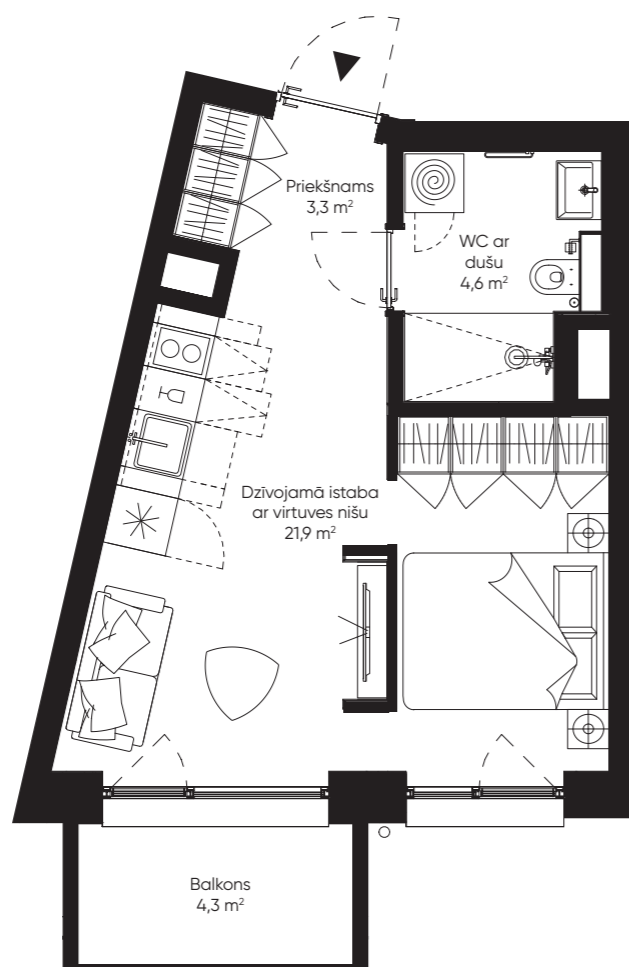 Priekšnams
3,3 m²
WC ar
dušu
4,6 m²
Dzīvojamā istaba
ar virtuves nišu
21,9 m²
Balkons
4,3 m²